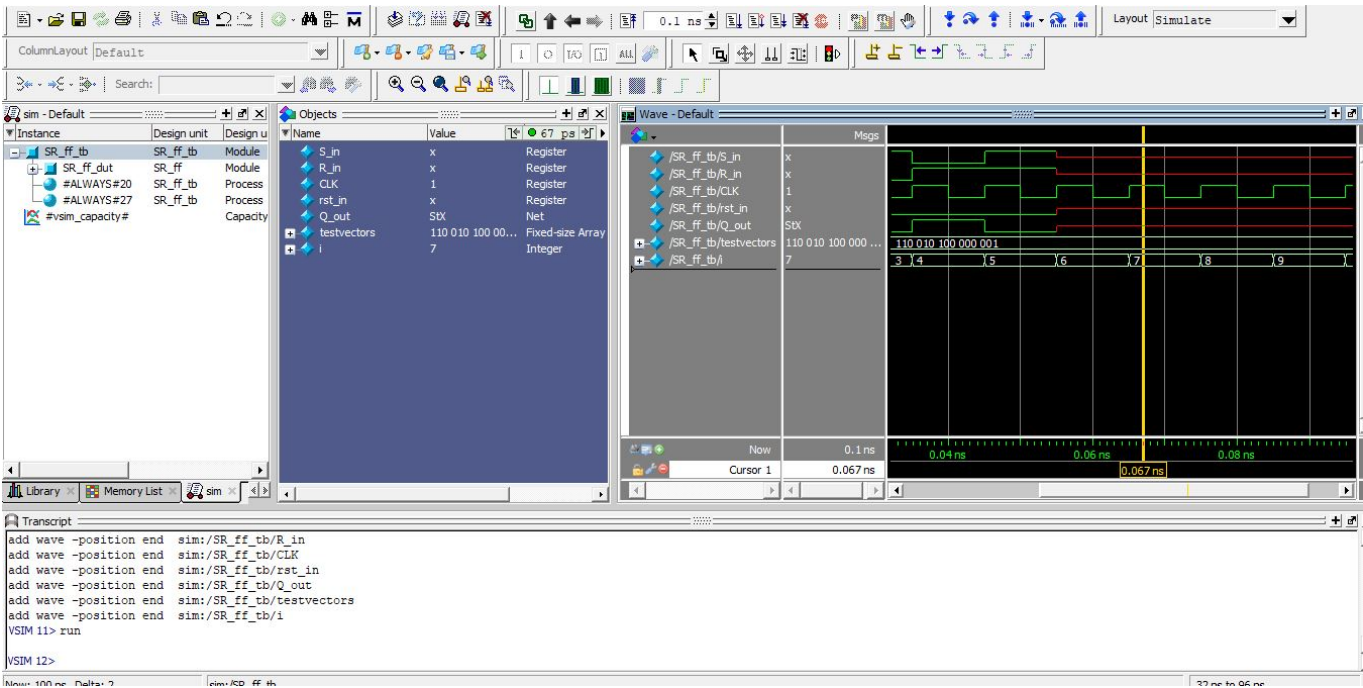 0.1 ns
Layout Simulate
ColumnLayout Default
ALL
Search:
sim - Default
Instance Design unit Design u
SR_ff_tb SR_ff_tb Module
SR_ff_dut SR_ff Module
#ALWAYS#20 SR_ff_tb Process
#ALWAYS#27 SR_ff_tb Process
#vsim_capacity# Capacity
Library Memory List sim
Objects
Name Value 67 ps
S_in x Register
R_in x Register
CLK 1 Register
rst_in x Register
Q_out StX Net
testvectors 110 010 100 00... Fixed-size Array
i 7 Integer
Wave - Default
Msgs
/SR_ff_tb/S_in x
/SR_ff_tb/R_in x
/SR_ff_tb/CLK 1
/SR_ff_tb/rst_in x
/SR_ff_tb/Q_out StX
/SR_ff_tb/testvectors 110 010 100 000 ... 110 010 100 000 001
/SR_ff_tb/i 7 3 4 5 6 7 8 9
Now 0.1 ns 0.04 ns 0.06 ns 0.08 ns
Cursor 1 0.067 ns 0.067 ns
Transcript
add wave -position end sim:/SR_ff_tb/R_in
add wave -position end sim:/SR_ff_tb/CLK
add wave -position end sim:/SR_ff_tb/rst_in
add wave -position end sim:/SR_ff_tb/Q_out
add wave -position end sim:/SR_ff_tb/testvectors
add wave -position end sim:/SR_ff_tb/i
VSIM 11> run
VSIM 12>
Now: 100 ps Delta: 2 sim:/SR_ff_tb 32 ps to 96 ps